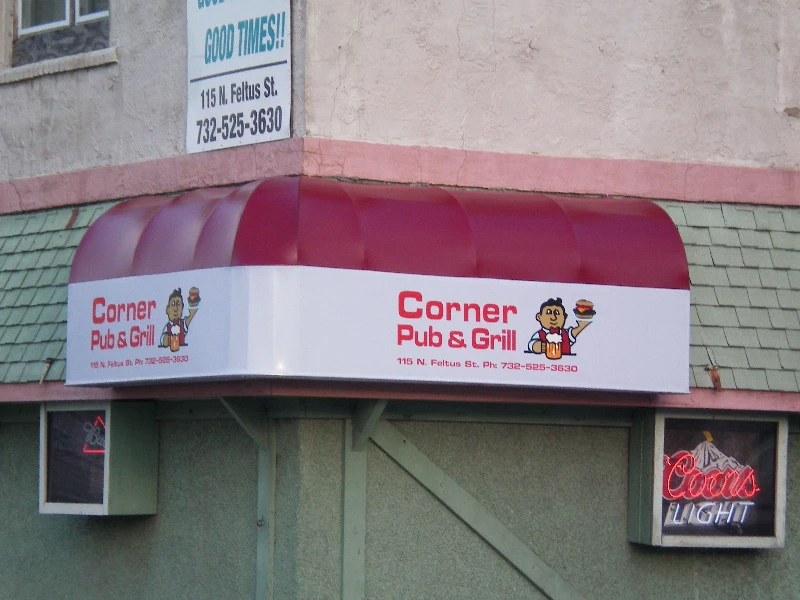 GOOD TIMES!!
115 N. Feltus St.
732-525-3630
Corner
Pub & Grill
115 N. Feltus St. Ph: 732-525-3630
Corner
Pub & Grill
115 N. Feltus St. Ph: 732-525-3630
Coors
LIGHT